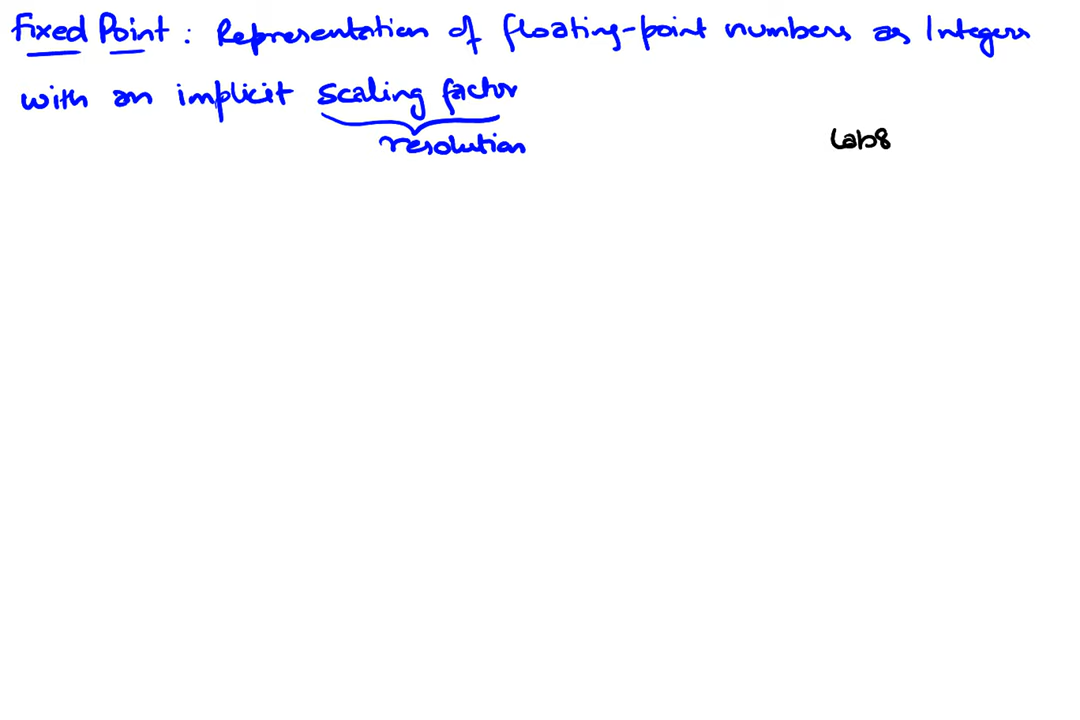 Fixed Point : Representation of floating-point numbers as Integers
with an implicit scaling factor
resolution
Lab8